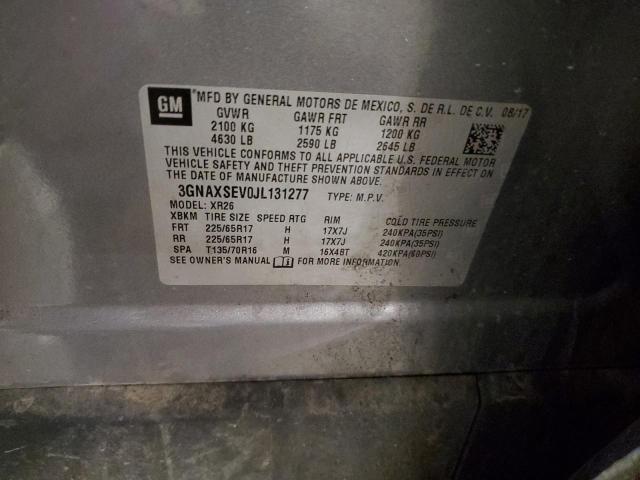 GM
MFD BY GENERAL MOTORS DE MEXICO, S. DE R.L. DE C.V. 08/17
GVWR GAWR FRT GAWR RR
2100 KG 1175 KG 1200 KG
4630 LB 2590 LB 2645 LB
THIS VEHICLE CONFORMS TO ALL APPLICABLE U.S. FEDERAL MOTOR
VEHICLE SAFETY AND THEFT PREVENTION STANDARDS IN EFFECT ON
THE DATE OF MANUFACTURE SHOWN ABOVE.
3GNAXSEV0JL131277 TYPE: M.P.V.
MODEL: XR26
XBKM TIRE SIZE SPEED RTG RIM COLD TIRE PRESSURE
FRT 225/65R17 H 17X7J 240KPA(35PSI)
RR 225/65R17 H 17X7J 240KPA(35PSI)
SPA T135/70R16 M 16X4BT 420KPA(60PSI)
SEE OWNER'S MANUAL FOR MORE INFORMATION.